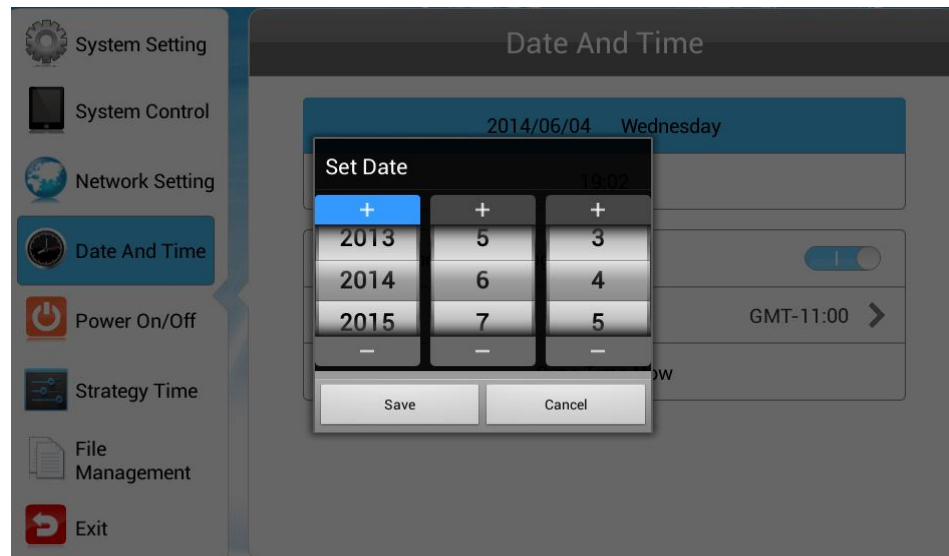 System Setting
System Control
Network Setting
Date And Time
Power On/Off
Strategy Time
File
Management
Exit
Date And Time
2014/06/04 Wednesday
19:02
Set Date
+ + +
2013 5 3
2014 6 4
2015 7 5
− − −
Save Cancel
GMT-11:00